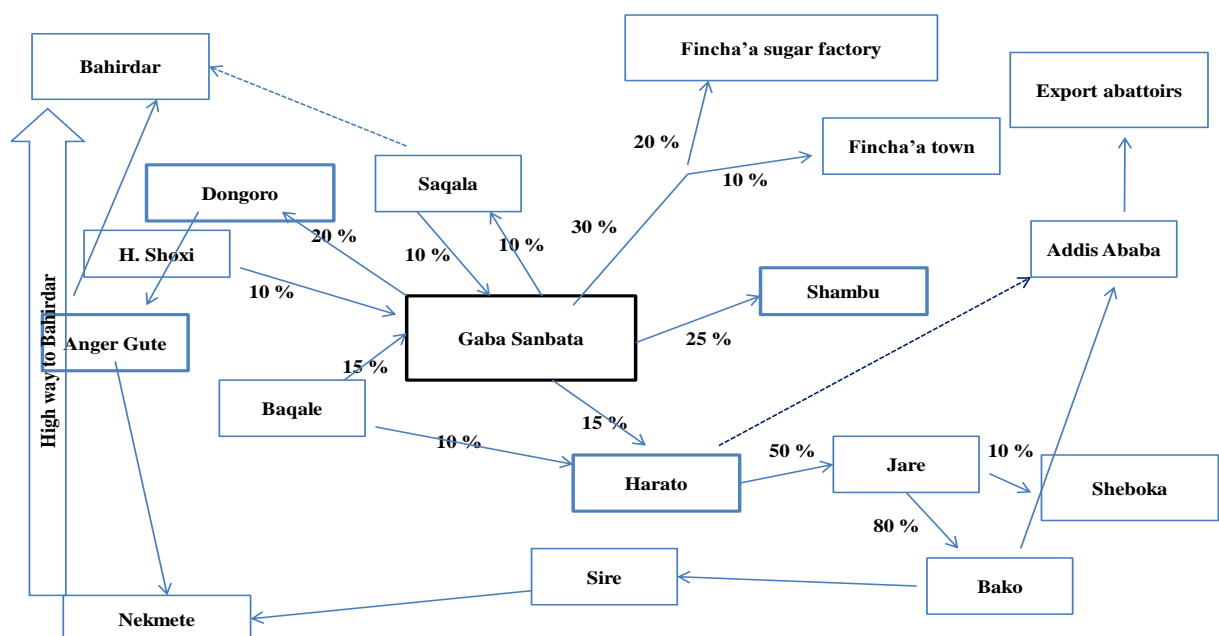 Fincha’a sugar factory
Bahirdar
Export abattoirs
20 %
Fincha’a town
10 %
Saqala
Dongoro
30 %
20 %
10 %
10 %
H. Shoxi
Addis Ababa
10 %
Shambu
High way to Bahirdar
Anger Gute
Gaba Sanbata
25 %
15 %
Baqale
15 %
10 %
50 %
10 %
Jare
Harato
Sheboka
80 %
Sire
Bako
Nekmete